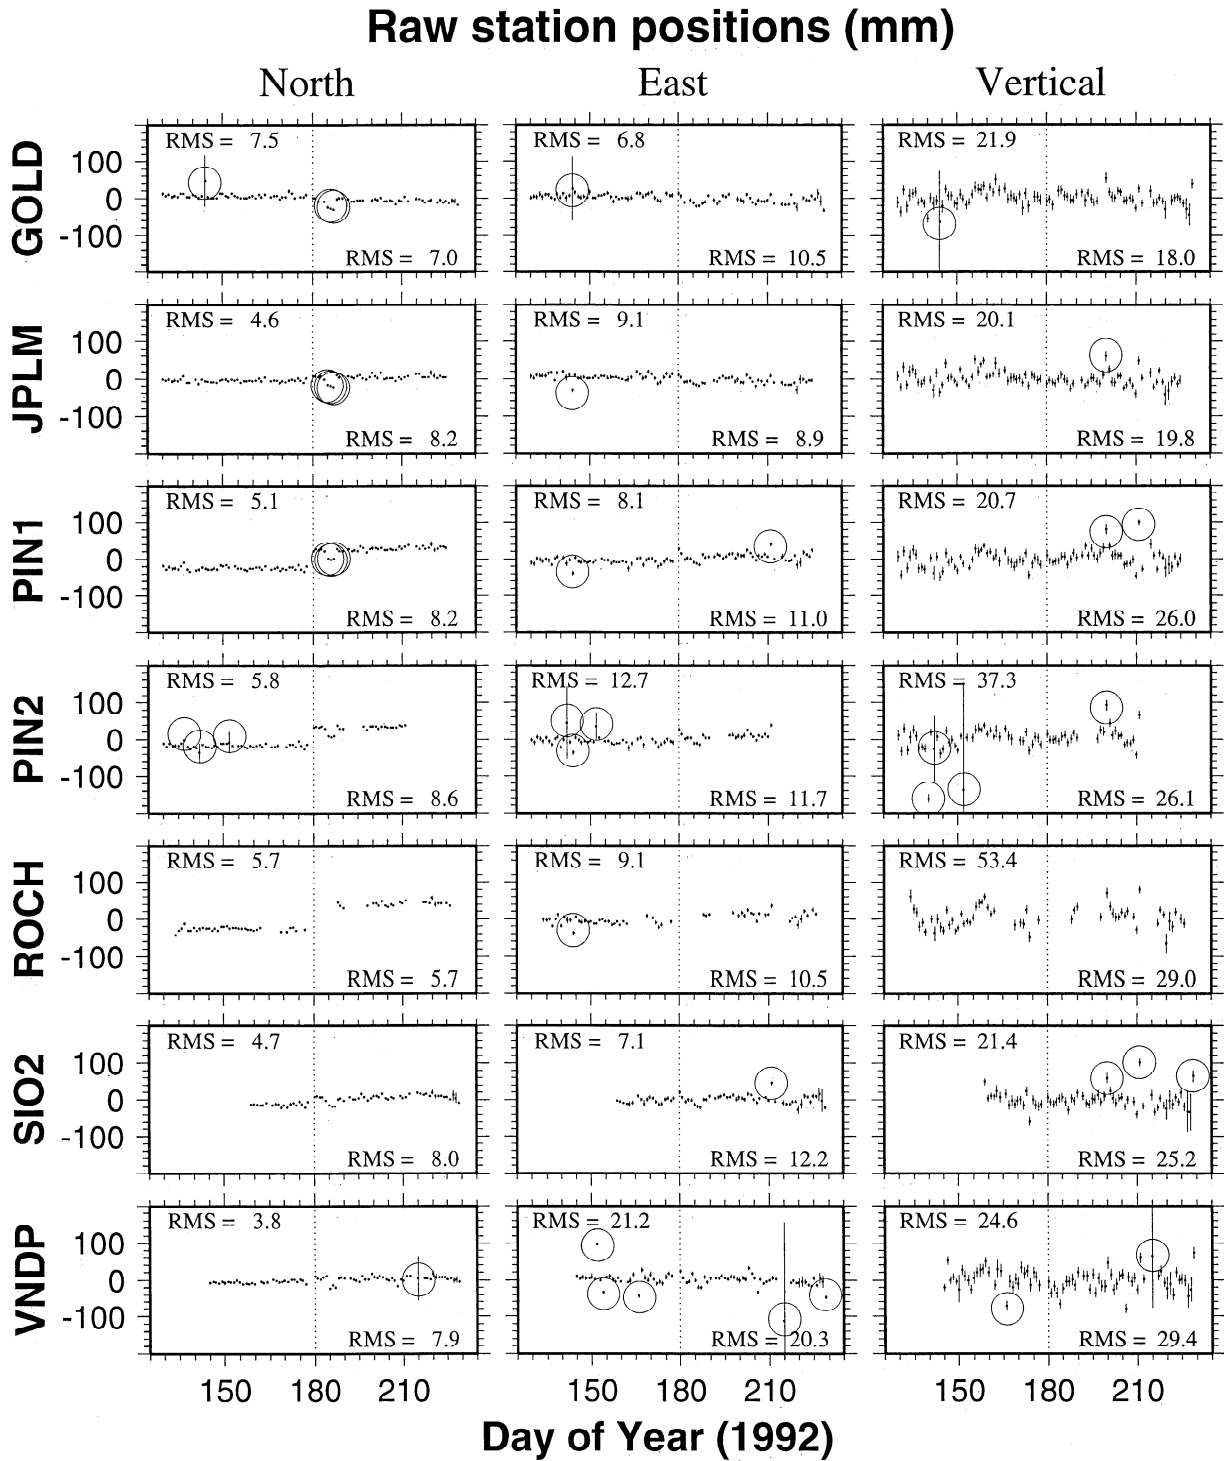 Raw station positions (mm)
North East Vertical
GOLD
100
0
-100
RMS = 7.5
RMS = 7.0
RMS = 6.8
RMS = 10.5
RMS = 21.9
RMS = 18.0
JPLM
100
0
-100
RMS = 4.6
RMS = 8.2
RMS = 9.1
RMS = 8.9
RMS = 20.1
RMS = 19.8
PIN1
100
0
-100
RMS = 5.1
RMS = 8.2
RMS = 8.1
RMS = 11.0
RMS = 20.7
RMS = 26.0
PIN2
100
0
-100
RMS = 5.8
RMS = 8.6
RMS = 12.7
RMS = 11.7
RMS = 37.3
RMS = 26.1
ROCH
100
0
-100
RMS = 5.7
RMS = 5.7
RMS = 9.1
RMS = 10.5
RMS = 53.4
RMS = 29.0
SIO2
100
0
-100
RMS = 4.7
RMS = 8.0
RMS = 7.1
RMS = 12.2
RMS = 21.4
RMS = 25.2
VNDP
100
0
-100
RMS = 3.8
RMS = 7.9
RMS = 21.2
RMS = 20.3
RMS = 24.6
RMS = 29.4
150 180 210 150 180 210 150 180 210
Day of Year (1992)